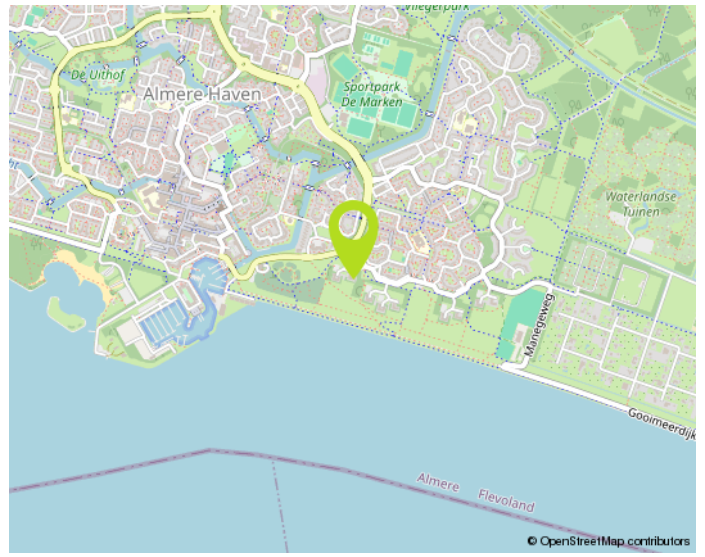 Vliegerpark
De Uithof
Almere Haven
Sportpark
De Marken
Waterlandse
Tuinen
Manegeweg
Gooimeerdijk
Almere Flevoland
© OpenStreetMap contributors